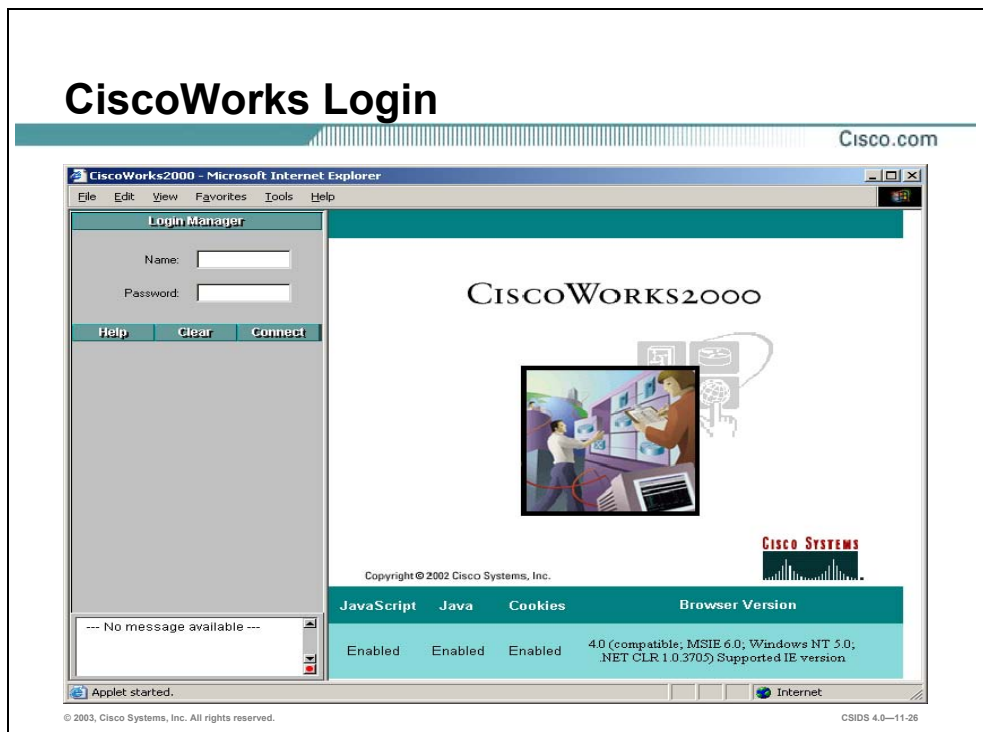 CiscoWorks Login
Cisco.com
CiscoWorks2000 - Microsoft Internet Explorer
File Edit View Favorites Tools Help
Login Manager
Name:
Password:
Help Clear Connect
CISCOWORKS2000
CISCO SYSTEMS
Copyright © 2002 Cisco Systems, Inc.
JavaScript Java Cookies Browser Version
Enabled Enabled Enabled 4.0 (compatible; MSIE 6.0; Windows NT 5.0;
.NET CLR 1.0.3705) Supported IE version
--- No message available ---
Applet started.
Internet
© 2003, Cisco Systems, Inc. All rights reserved.
CSIDS 4.0—11-26